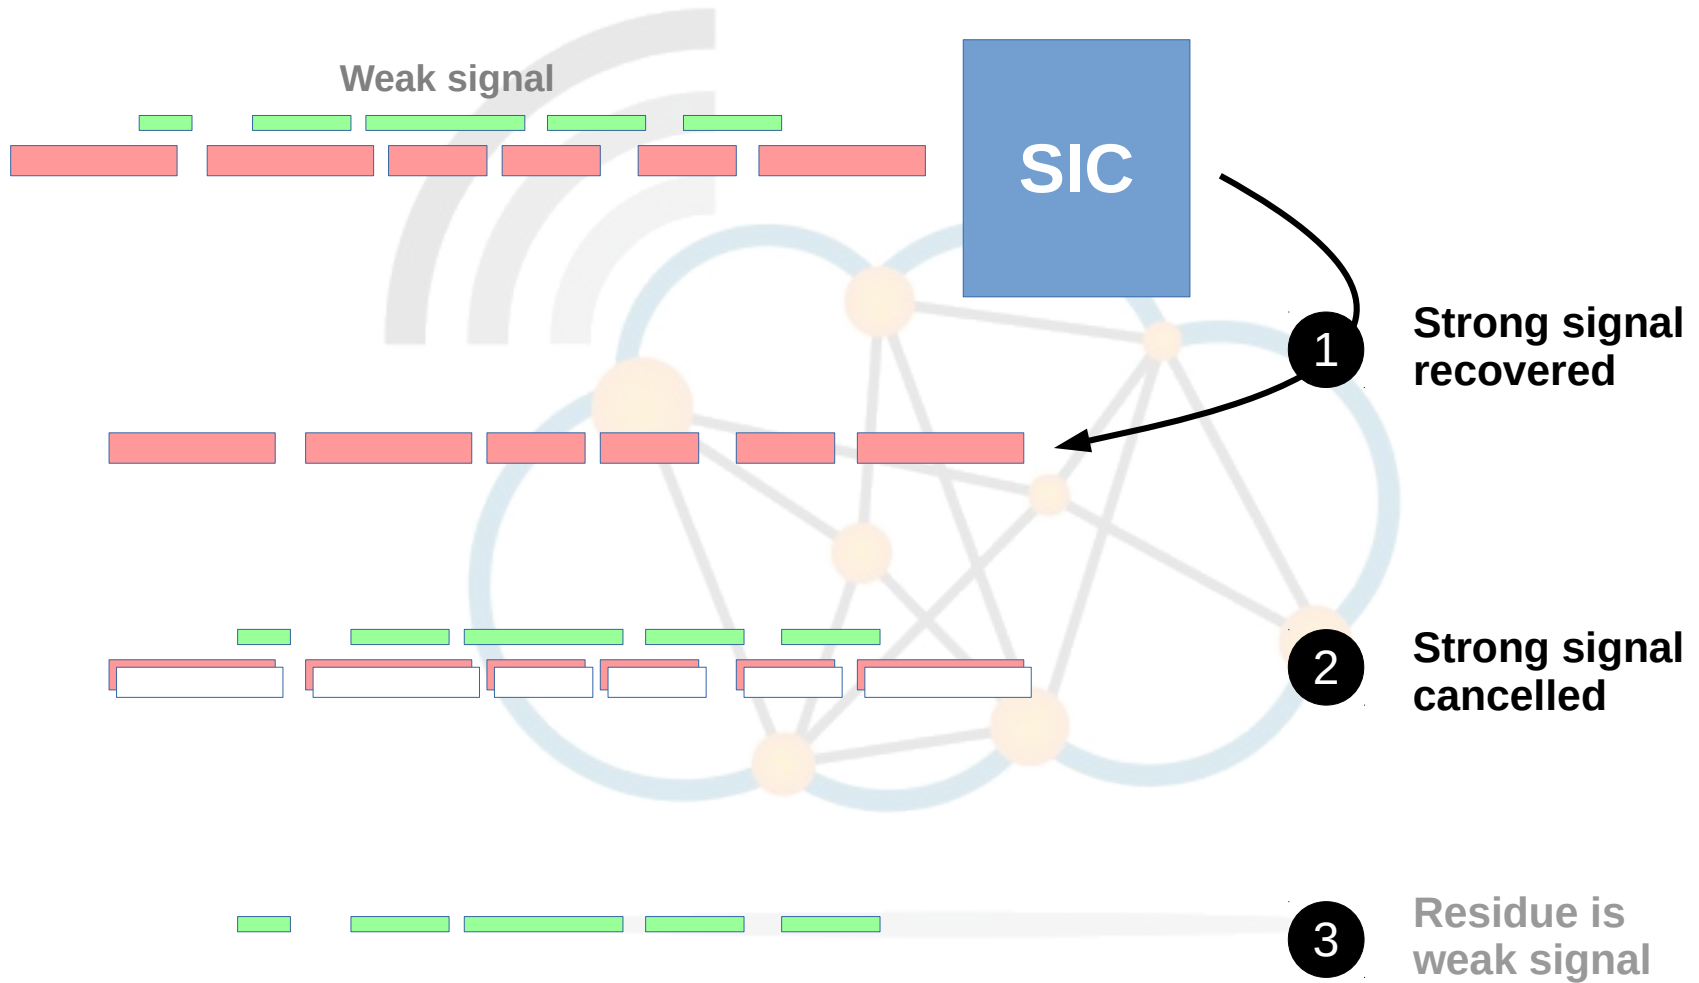 Weak signal
SIC
1
Strong signal
recovered
2
Strong signal
cancelled
3
Residue is
weak signal